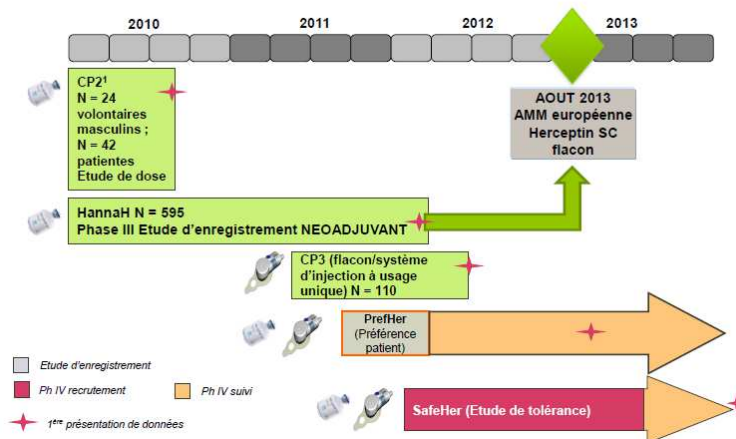 2010 2011 2012 2013
CP2¹
N = 24
volontaires
masculins ;
N = 42
patientes
Etude de dose
AOUT 2013
AMM européenne
Herceptin SC
flacon
HannaH N = 595
Phase III Etude d'enregistrement NEOADJUVANT
CP3 (flacon/système
d'injection à usage
unique) N = 110
PrefHer
(Préférence
patient)
Etude d'enregistrement
Ph IV recrutement Ph IV suivi
1ère présentation de données
SafeHer (Etude de tolérance)